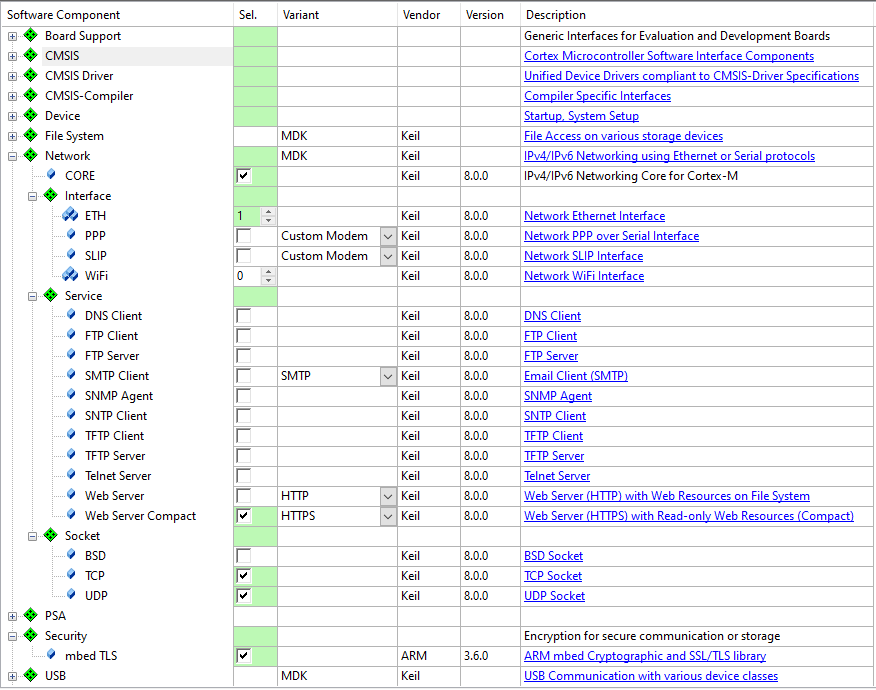 Software Component Sel. Variant Vendor Version Description
Board Support Generic Interfaces for Evaluation and Development Boards
CMSIS Cortex Microcontroller Software Interface Components
CMSIS Driver Unified Device Drivers compliant to CMSIS-Driver Specifications
CMSIS-Compiler Compiler Specific Interfaces
Device Startup, System Setup
File System MDK Keil File Access on various storage devices
Network MDK Keil IPv4/IPv6 Networking using Ethernet or Serial protocols
CORE Keil 8.0.0 IPv4/IPv6 Networking Core for Cortex-M
Interface
ETH 1 Keil 8.0.0 Network Ethernet Interface
PPP Custom Modem Keil 8.0.0 Network PPP over Serial Interface
SLIP Custom Modem Keil 8.0.0 Network SLIP Interface
WiFi 0 Keil 8.0.0 Network WiFi Interface
Service
DNS Client Keil 8.0.0 DNS Client
FTP Client Keil 8.0.0 FTP Client
FTP Server Keil 8.0.0 FTP Server
SMTP Client SMTP Keil 8.0.0 Email Client (SMTP)
SNMP Agent Keil 8.0.0 SNMP Agent
SNTP Client Keil 8.0.0 SNTP Client
TFTP Client Keil 8.0.0 TFTP Client
TFTP Server Keil 8.0.0 TFTP Server
Telnet Server Keil 8.0.0 Telnet Server
Web Server HTTP Keil 8.0.0 Web Server (HTTP) with Web Resources on File System
Web Server Compact HTTPS Keil 8.0.0 Web Server (HTTPS) with Read-only Web Resources (Compact)
Socket
BSD Keil 8.0.0 BSD Socket
TCP Keil 8.0.0 TCP Socket
UDP Keil 8.0.0 UDP Socket
PSA
Security Encryption for secure communication or storage
mbed TLS ARM 3.6.0 ARM mbed Cryptographic and SSL/TLS library
USB MDK Keil USB Communication with various device classes